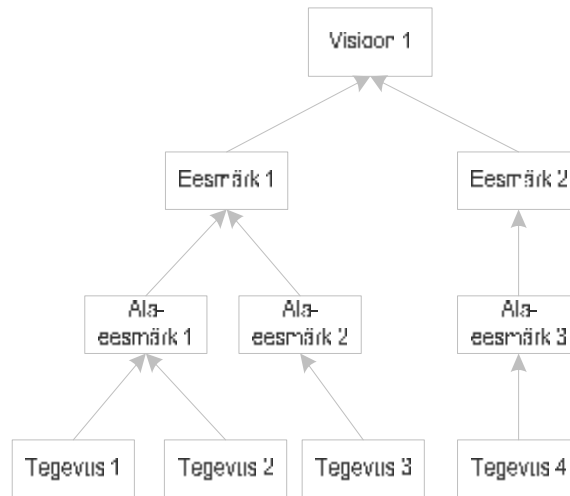 Visioon 1
Eesmärk 1
Eesmärk 2
Ala-
eesmärk 1
Ala-
eesmärk 2
Ala-
eesmärk 3
Tegevus 1
Tegevus 2
Tegevus 3
Tegevus 4